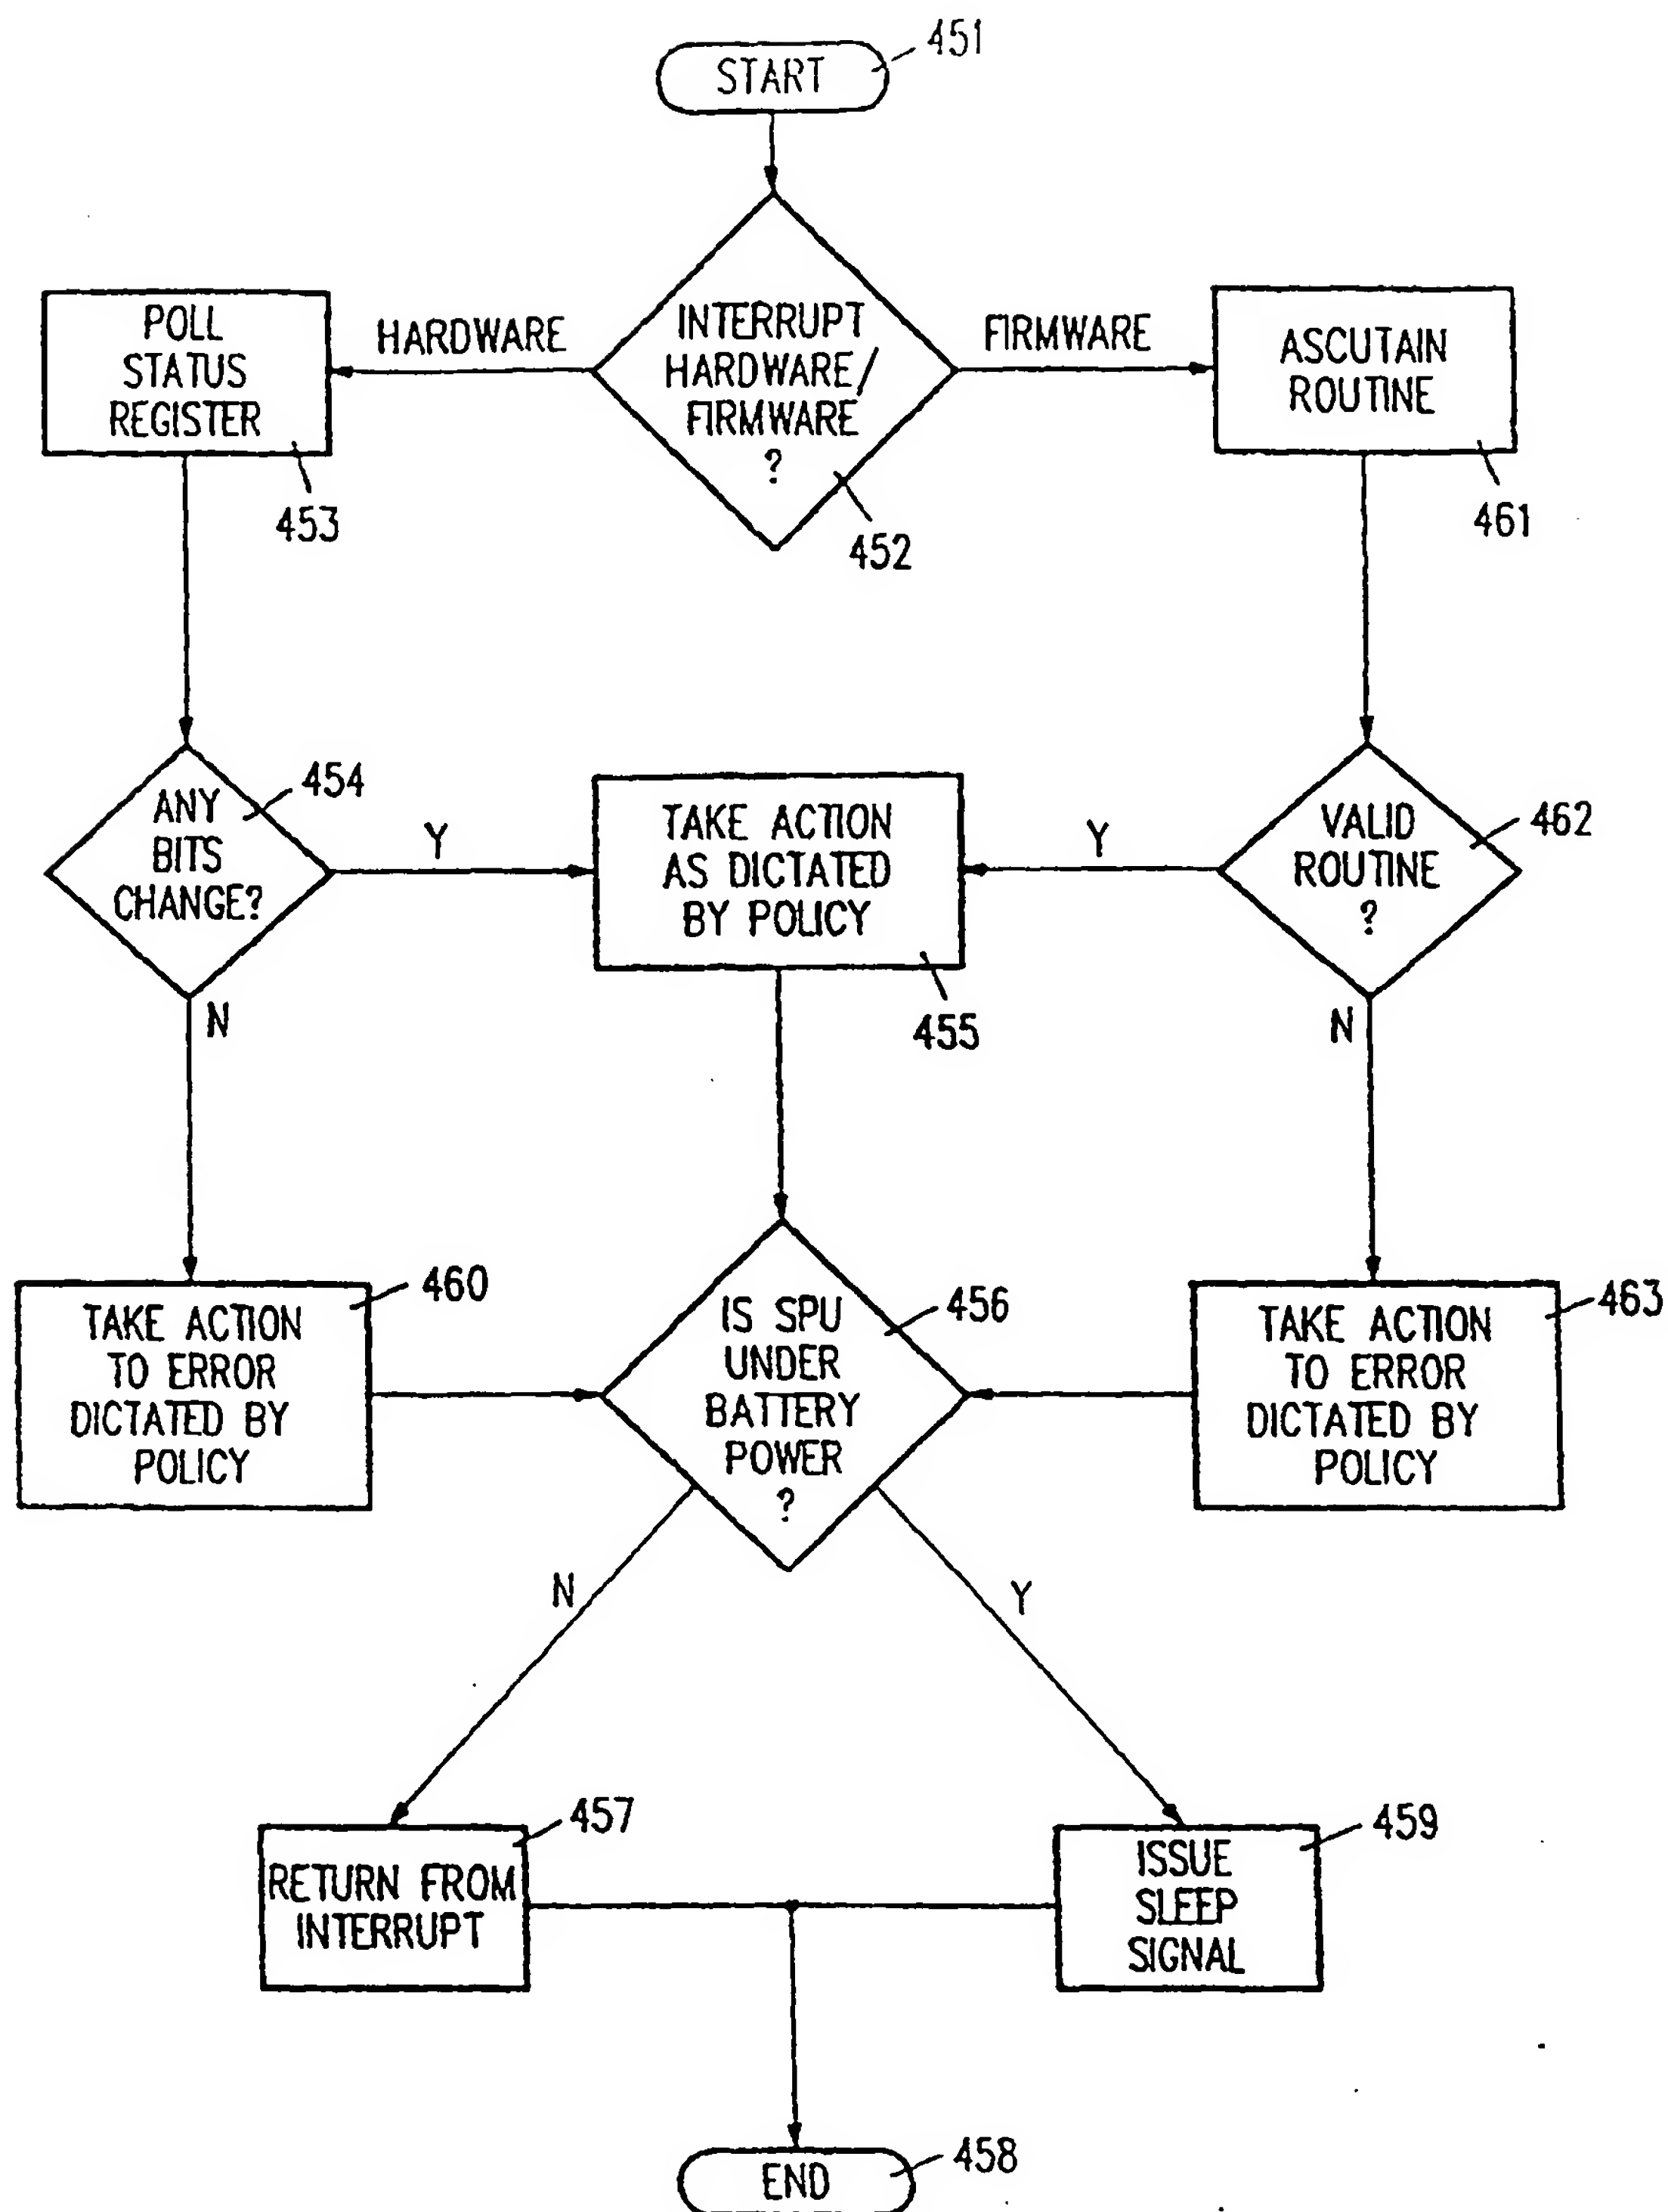 START
451
INTERRUPT
HARDWARE/
FIRMWARE
?
452
HARDWARE
FIRMWARE
POLL
STATUS
REGISTER
453
ASCUTAIN
ROUTINE
461
ANY
BITS
CHANGE?
454
Y
N
TAKE ACTION
AS DICTATED
BY POLICY
455
VALID
ROUTINE
?
462
Y
N
TAKE ACTION
TO ERROR
DICTATED BY
POLICY
460
IS SPU
UNDER
BATTERY
POWER
?
456
TAKE ACTION
TO ERROR
DICTATED BY
POLICY
463
N
Y
RETURN FROM
INTERRUPT
457
ISSUE
SLEEP
SIGNAL
459
END
458